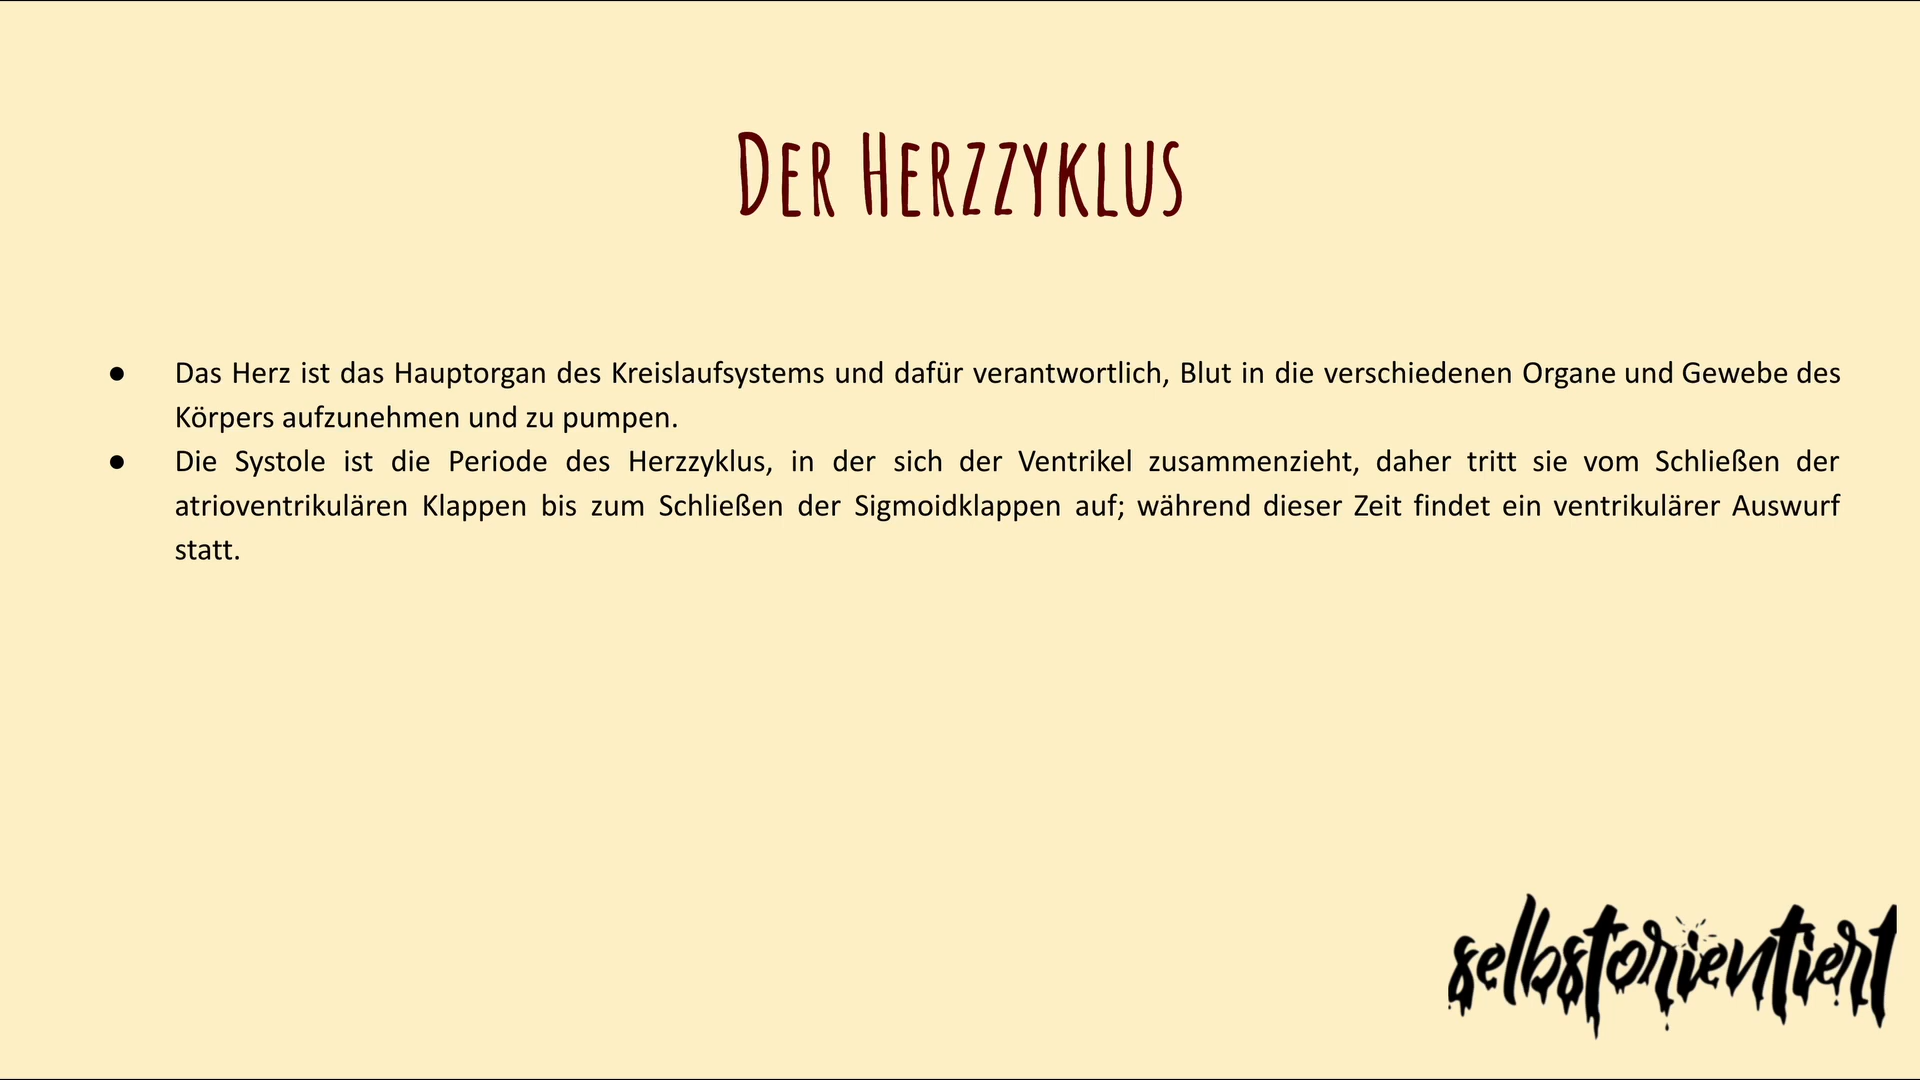 Der Herzzyklus
● Das Herz ist das Hauptorgan des Kreislaufsystems und dafür verantwortlich, Blut in die verschiedenen Organe und Gewebe des
Körpers aufzunehmen und zu pumpen.
● Die Systole ist die Periode des Herzzyklus, in der sich der Ventrikel zusammenzieht, daher tritt sie vom Schließen der
atrioventrikulären Klappen bis zum Schließen der Sigmoidklappen auf; während dieser Zeit findet ein ventrikulärer Auswurf
statt.
selbstorientiert